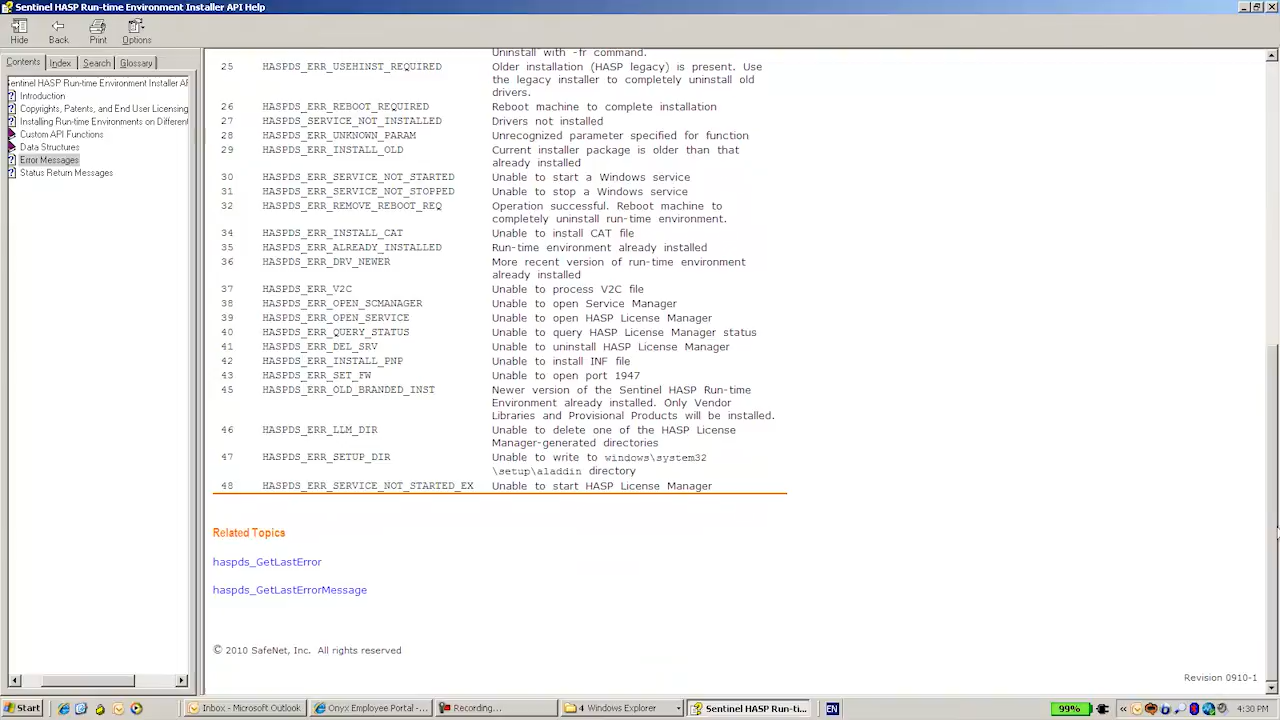 Sentinel HASP Run-time Environment Installer API Help
Hide Back Print Options
Contents Index Search Glossary
entinel HASP Run-time Environment Installer AF
Introduction
Copyrights, Patents, and End User Licensing
Installing Run-time Environments on Different
Custom API Functions
Data Structures
Error Messages
Status Return Messages
Uninstall with -fr command.
25 HASPDS_ERR_USEHINST_REQUIRED Older installation (HASP legacy) is present. Use
the legacy installer to completely uninstall old
drivers.
26 HASPDS_ERR_REBOOT_REQUIRED Reboot machine to complete installation
27 HASPDS_SERVICE_NOT_INSTALLED Drivers not installed
28 HASPDS_ERR_UNKNOWN_PARAM Unrecognized parameter specified for function
29 HASPDS_ERR_INSTALL_OLD Current installer package is older than that
already installed
30 HASPDS_ERR_SERVICE_NOT_STARTED Unable to start a Windows service
31 HASPDS_ERR_SERVICE_NOT_STOPPED Unable to stop a Windows service
32 HASPDS_ERR_REMOVE_REBOOT_REQ Operation successful. Reboot machine to
completely uninstall run-time environment.
34 HASPDS_ERR_INSTALL_CAT Unable to install CAT file
35 HASPDS_ERR_ALREADY_INSTALLED Run-time environment already installed
36 HASPDS_ERR_DRV_NEWER More recent version of run-time environment
already installed
37 HASPDS_ERR_V2C Unable to process V2C file
38 HASPDS_ERR_OPEN_SCMANAGER Unable to open Service Manager
39 HASPDS_ERR_OPEN_SERVICE Unable to open HASP License Manager
40 HASPDS_ERR_QUERY_STATUS Unable to query HASP License Manager status
41 HASPDS_ERR_DEL_SRV Unable to uninstall HASP License Manager
42 HASPDS_ERR_INSTALL_PNP Unable to install INF file
43 HASPDS_ERR_SET_FW Unable to open port 1947
45 HASPDS_ERR_OLD_BRANDED_INST Newer version of the Sentinel HASP Run-time
Environment already installed. Only Vendor
Libraries and Provisional Products will be installed.
46 HASPDS_ERR_LLM_DIR Unable to delete one of the HASP License
Manager-generated directories
47 HASPDS_ERR_SETUP_DIR Unable to write to windows\system32
\setup\aladdin directory
48 HASPDS_ERR_SERVICE_NOT_STARTED_EX Unable to start HASP License Manager
Related Topics
haspds_GetLastError
haspds_GetLastErrorMessage
© 2010 SafeNet, Inc. All rights reserved
Revision 0910-1
Start Inbox - Microsoft Outlook Onyx Employee Portal -... Recording... 4 Windows Explorer Sentinel HASP Run-ti... EN 99% « 4:30 PM